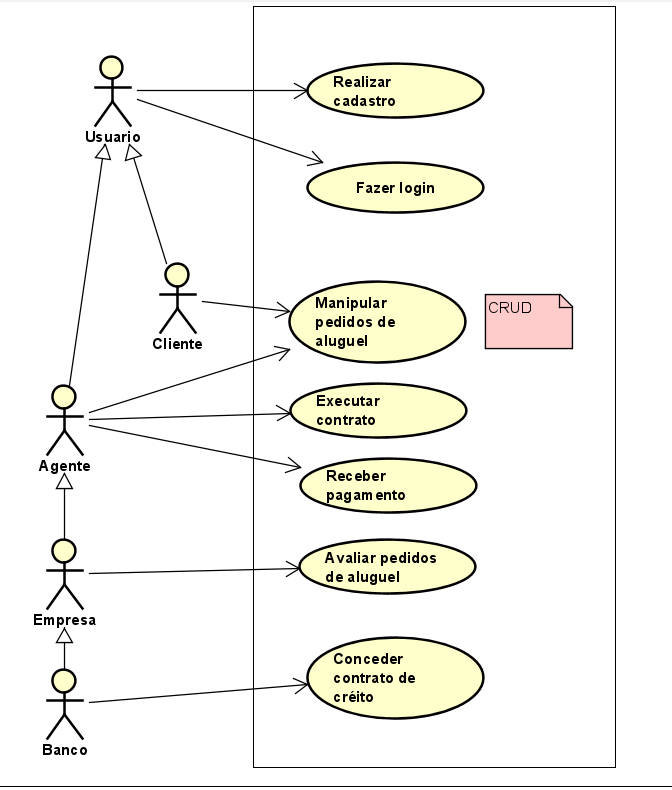 Realizar
cadastro
Usuario
Fazer login
Manipular
pedidos de
aluguel
CRUD
Cliente
Executar
contrato
Agente
Receber
pagamento
Avaliar pedidos
de aluguel
Empresa
Conceder
contrato de
créito
Banco